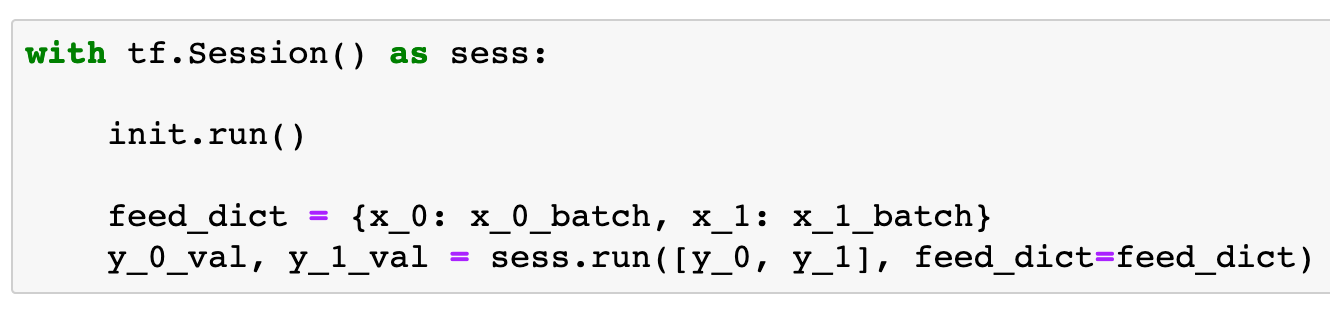 with tf.Session() as sess:
    init.run()
    feed_dict = {x_0: x_0_batch, x_1: x_1_batch}
    y_0_val, y_1_val = sess.run([y_0, y_1], feed_dict=feed_dict)